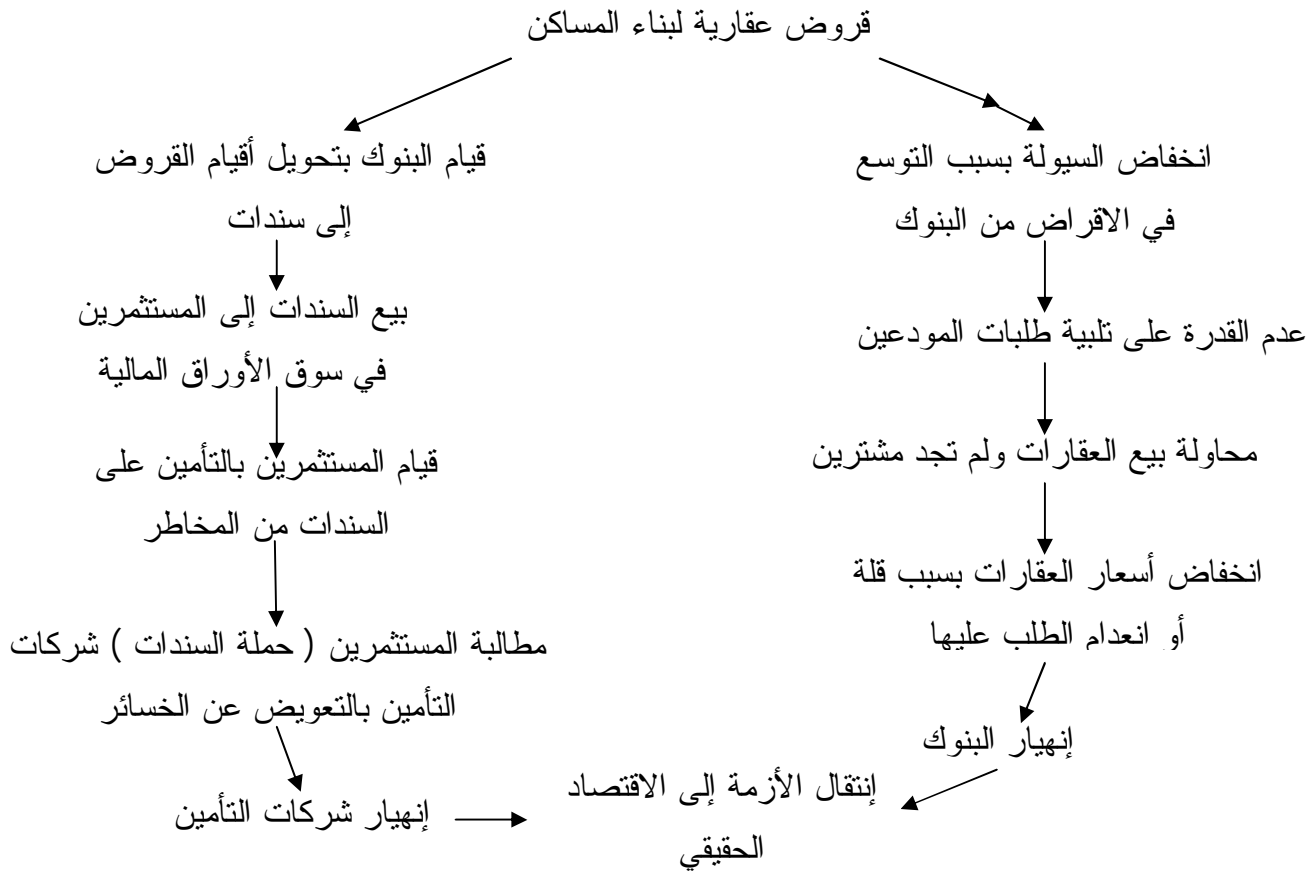 قروض عقارية لبناء المساكن
انخفاض السيولة بسبب التوسع
في الاقراض من البنوك
عدم القدرة على تلبية طلبات المودعين
محاولة بيع العقارات ولم تجد مشترين
انخفاض أسعار العقارات بسبب قلة
أو انعدام الطلب عليها
إنهيار البنوك
قيام البنوك بتحويل أقيام القروض
إلى سندات
بيع السندات إلى المستثمرين
في سوق الأوراق المالية
قيام المستثمرين بالتأمين على
السندات من المخاطر
مطالبة المستثمرين ( حملة السندات ) شركات
التأمين بالتعويض عن الخسائر
إنهيار شركات التأمين
إنتقال الأزمة إلى الاقتصاد
الحقيقي